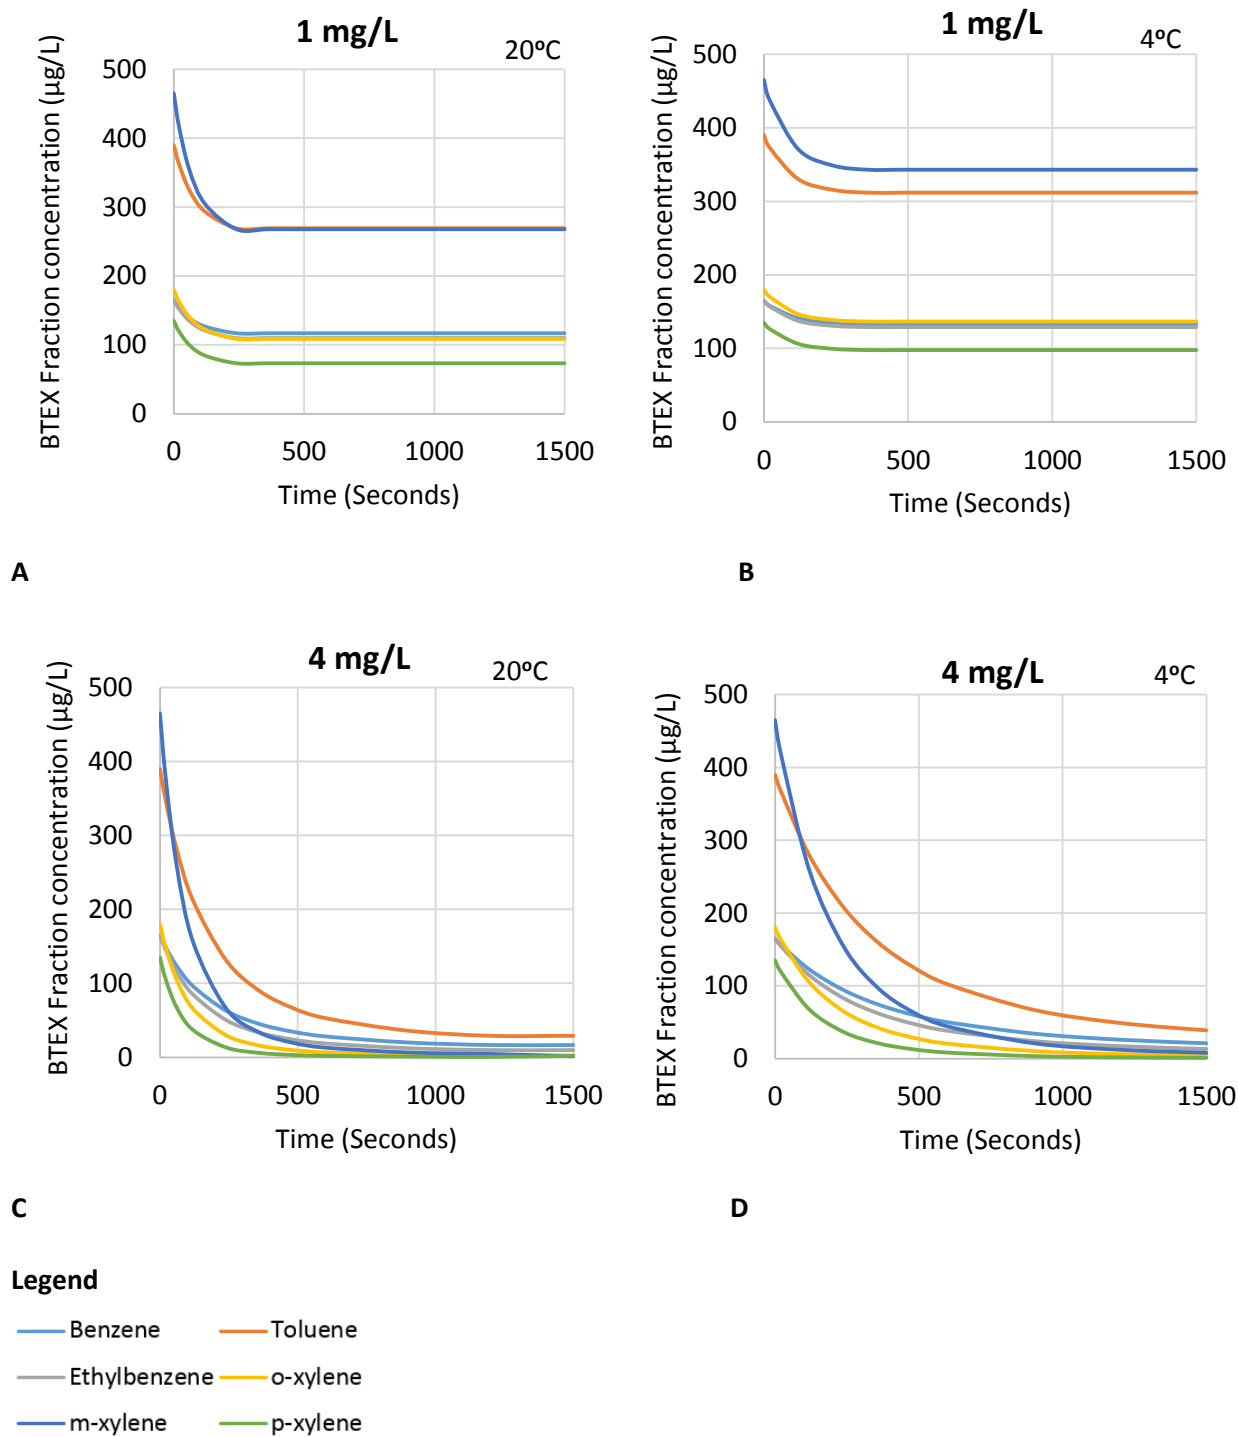 1 mg/L
20ºC
BTEX Fraction concentration (µg/L)
500
400
300
200
100
0
0 500 1000 1500
Time (Seconds)
A
1 mg/L
4ºC
BTEX Fraction concentration (µg/L)
500
400
300
200
100
0
0 500 1000 1500
Time (Seconds)
B
4 mg/L
20ºC
BTEX Fraction concentration (µg/L)
500
400
300
200
100
0
0 500 1000 1500
Time (Seconds)
C
4 mg/L
4ºC
BTEX Fraction concentration (µg/L)
500
400
300
200
100
0
0 500 1000 1500
Time (Seconds)
D
Legend
Benzene Toluene
Ethylbenzene o-xylene
m-xylene p-xylene